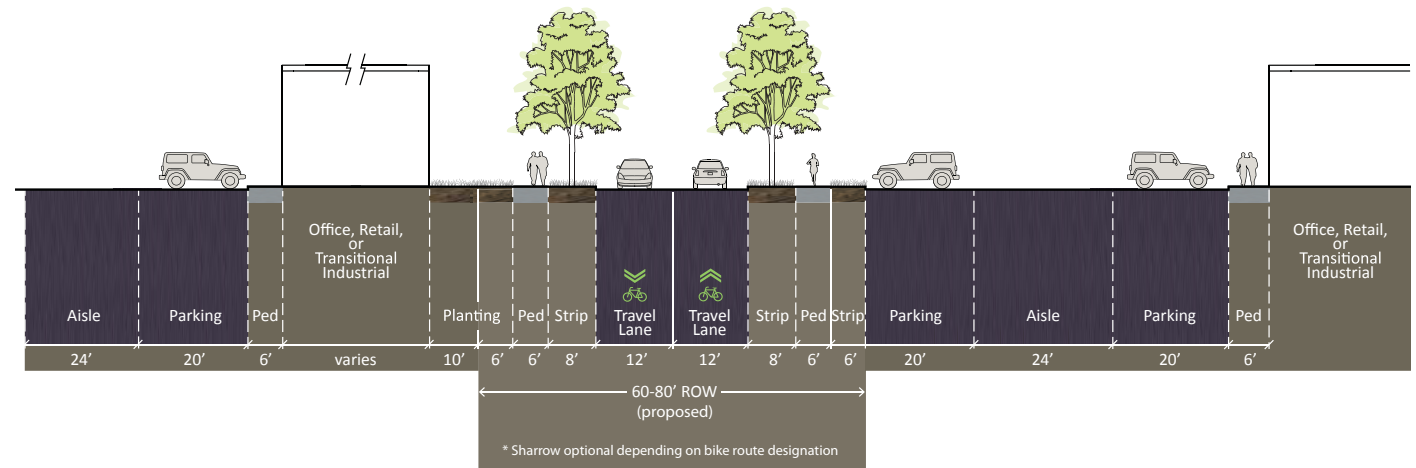 Office, Retail,
or
Transitional
Industrial
Office, Retail,
or
Transitional
Industrial
Aisle
Parking
Ped
Planting
Ped
Strip
Travel
Lane
Travel
Lane
Strip
Ped
Strip
Parking
Aisle
Parking
Ped
24’
20’
6’
varies
10’
6’
6’
8’
12’
12’
8’
6’
6’
20’
24’
20’
6’
60-80’ ROW
(proposed)
* Sharrow optional depending on bike route designation